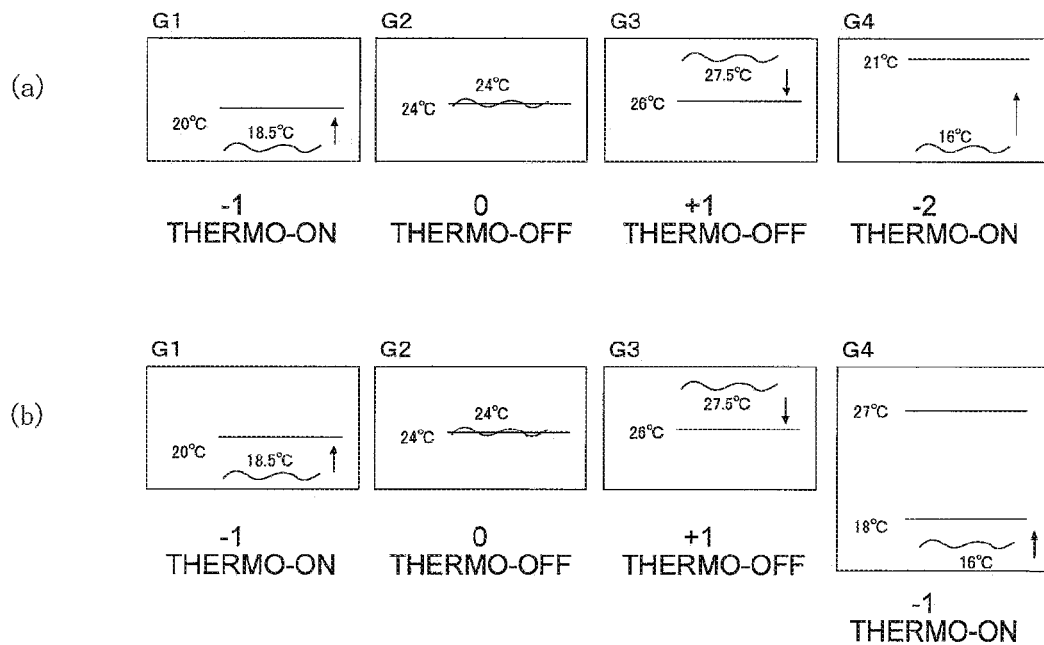 (a)
G1
20°C
18.5°C
-1
THERMO-ON
G2
24°C
24°C
0
THERMO-OFF
G3
27.5°C
26°C
+1
THERMO-OFF
G4
21°C
16°C
-2
THERMO-ON
(b)
G1
20°C
18.5°C
-1
THERMO-ON
G2
24°C
24°C
0
THERMO-OFF
G3
27.5°C
26°C
+1
THERMO-OFF
G4
27°C
18°C
16°C
-1
THERMO-ON